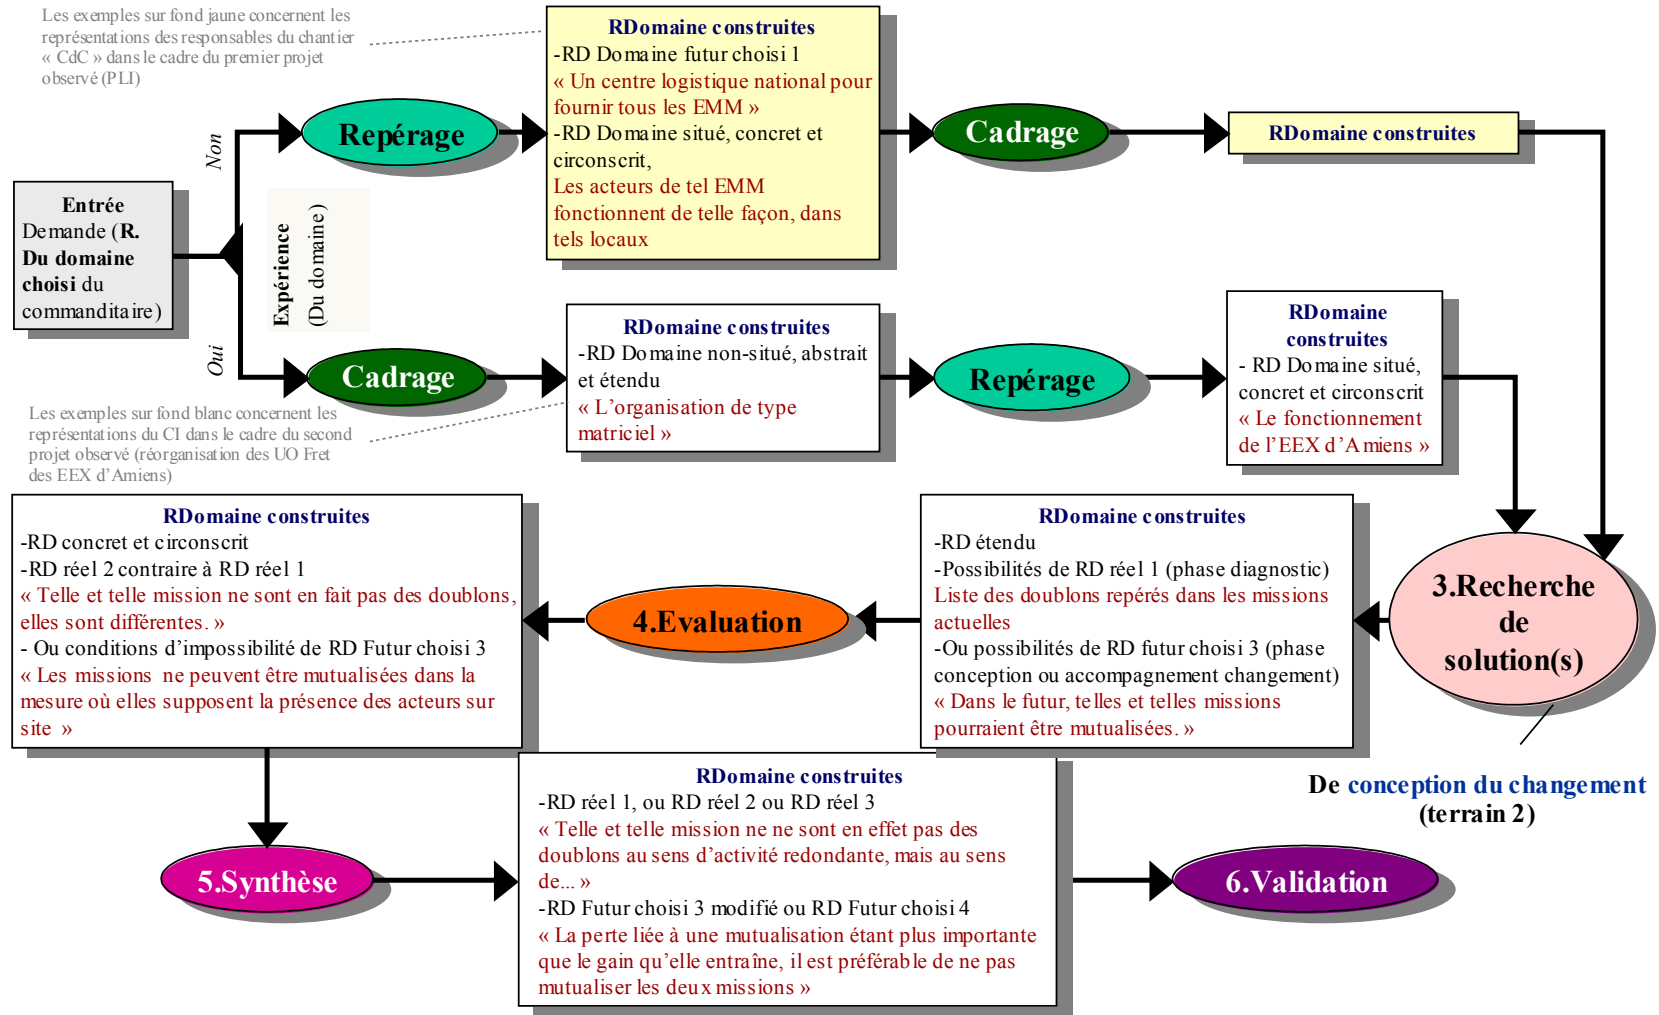 Les exemples sur fond jaune concernent les
représentations des responsables du chantier
« CdC » dans le cadre du premier projet
observé (PLI)
RDomaine construites
-RD Domaine futur choisi 1
« Un centre logistique national pour
fournir tous les EMM »
-RD Domaine situé, concret et
circonscrit,
Les acteurs de tel EMM
fonctionnent de telle façon, dans
tels locaux
Non
Repérage
Cadrage
RDomaine construites
Entrée
Demande (R.
Du domaine
choisi du
commanditaire)
Expérience
(Du domaine)
Oui
Cadrage
RDomaine construites
-RD Domaine non-situé, abstrait
et étendu
« L'organisation de type
matriciel »
Repérage
RDomaine
construites
- RD Domaine situé,
concret et circonscrit
« Le fonctionnement
de l'EEX d'Amiens »
Les exemples sur fond blanc concernent les
représentations du CI dans le cadre du second
projet observé (réorganisation des UO Fret
des EEX d'Amiens)
3.Recherche
de
solution(s)
De conception du changement
(terrain 2)
RDomaine construites
-RD étendu
-Possibilités de RD réel 1 (phase diagnostic)
Liste des doublons repérés dans les missions
actuelles
-Ou possibilités de RD futur choisi 3 (phase
conception ou accompagnement changement)
« Dans le futur, telles et telles missions
pourraient être mutualisées. »
4.Evaluation
RDomaine construites
-RD concret et circonscrit
-RD réel 2 contraire à RD réel 1
« Telle et telle mission ne sont en fait pas des doublons,
elles sont différentes. »
- Ou conditions d'impossibilité de RD Futur choisi 3
« Les missions ne peuvent être mutualisées dans la
mesure où elles supposent la présence des acteurs sur
site »
5.Synthèse
RDomaine construites
-RD réel 1, ou RD réel 2 ou RD réel 3
« Telle et telle mission ne ne sont en effet pas des
doublons au sens d'activité redondante, mais au sens
de... »
-RD Futur choisi 3 modifié ou RD Futur choisi 4
« La perte liée à une mutualisation étant plus importante
que le gain qu'elle entraîne, il est préférable de ne pas
mutualiser les deux missions »
6.Validation